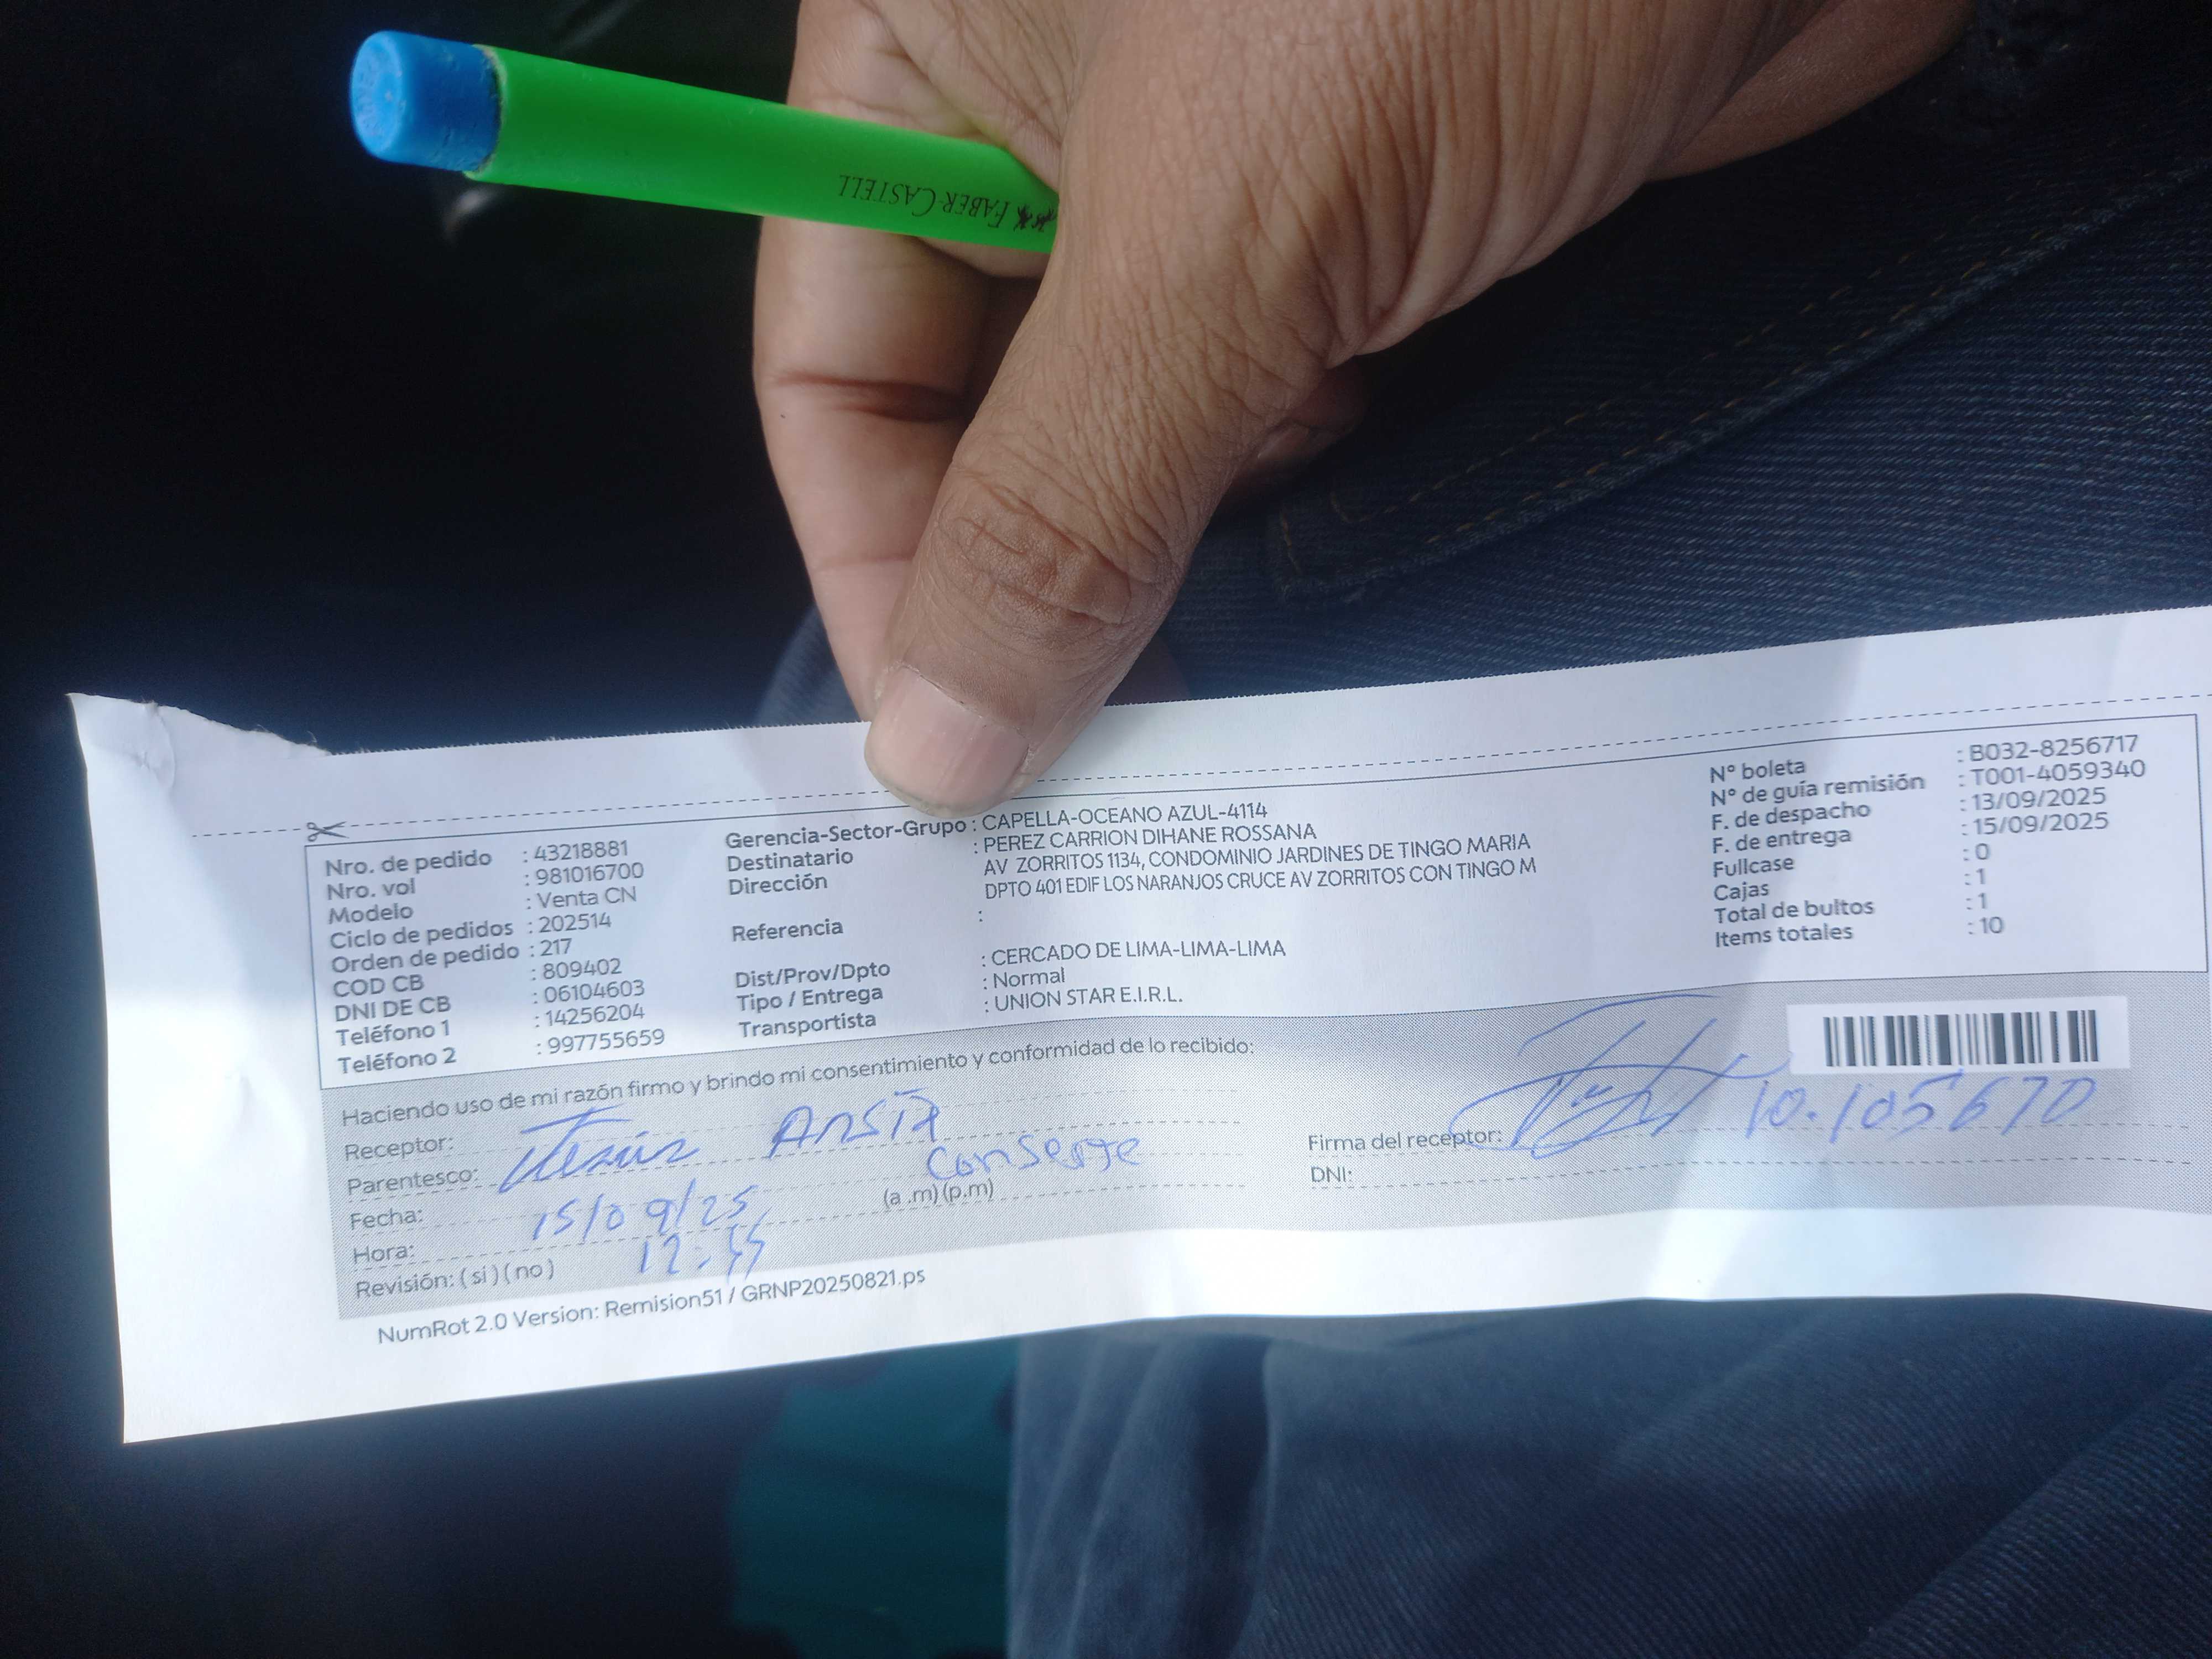 FABER-CASTELL
Nro. de pedido : 43218881
Nro. vol : 981016700
Modelo : Venta CN
Ciclo de pedidos : 202514
Orden de pedido : 217
COD CB : 809402
DNI DE CB : 06104603
Teléfono 1 : 14256204
Teléfono 2 : 997755659
Gerencia-Sector-Grupo : CAPELLA-OCEANO AZUL-4114
Destinatario : PEREZ CARRION DIHANE ROSSANA
Dirección AV ZORRITOS 1134, CONDOMINIO JARDINES DE TINGO MARIA
DPTO 401 EDIF LOS NARANJOS CRUCE AV ZORRITOS CON TINGO M
Referencia :
Dist/Prov/Dpto : CERCADO DE LIMA-LIMA-LIMA
Tipo / Entrega : Normal
Transportista : UNION STAR E.I.R.L.
N° boleta : B032-8256717
N° de guía remisión : T001-4059340
F. de despacho : 13/09/2025
F. de entrega : 15/09/2025
Fullcase : 0
Cajas : 1
Total de bultos : 1
Items totales : 10
Haciendo uso de mi razón firmo y brindo mi consentimiento y conformidad de lo recibido:
Receptor: Jesús
Parentesco: conserge
Fecha: 15/09/25 (a .m) (p.m)
Hora:
Revisión: ( si ) ( no )
Firma del receptor: 10.105670
DNI:
NumRot 2.0 Version: Remision51 / GRNP20250821.ps